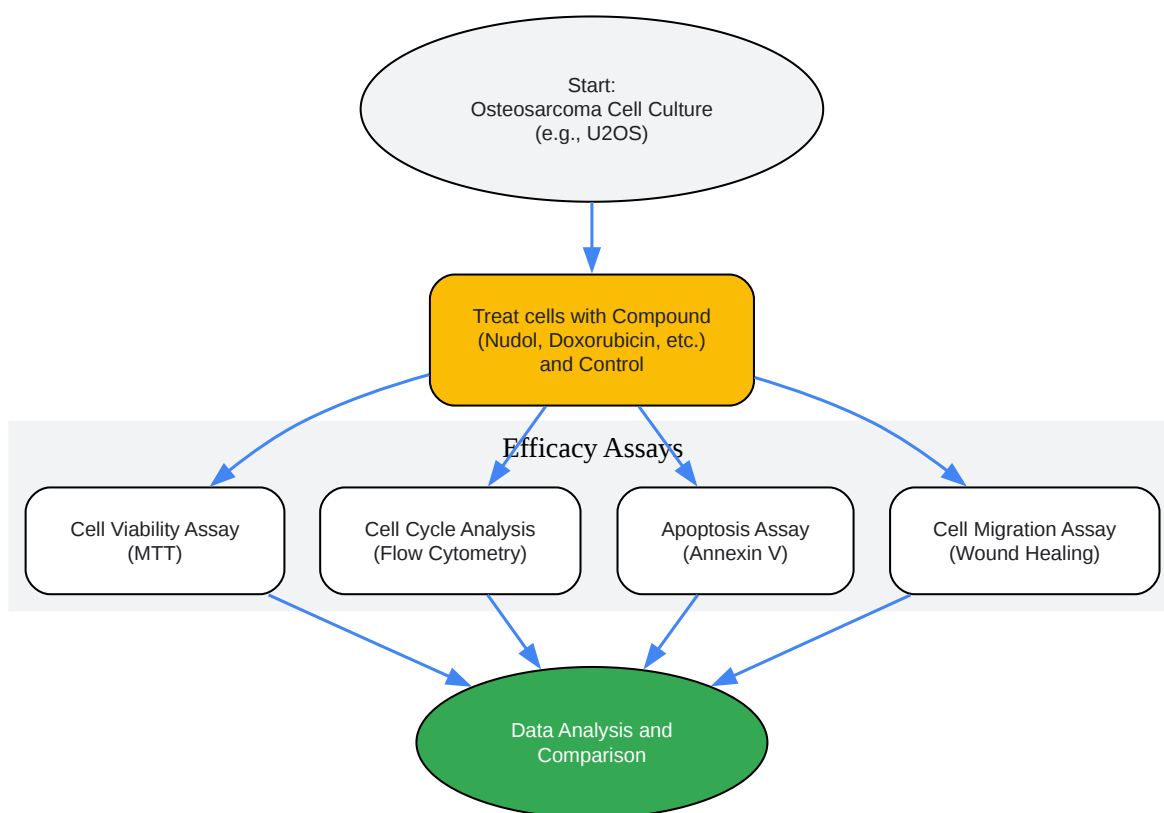 Start:
Osteosarcoma Cell Culture
(e.g., U2OS)
Treat cells with Compound
(Nudol, Doxorubicin, etc.)
and Control
Efficacy Assays
Cell Viability Assay
(MTT)
Cell Cycle Analysis
(Flow Cytometry)
Apoptosis Assay
(Annexin V)
Cell Migration Assay
(Wound Healing)
Data Analysis and
Comparison